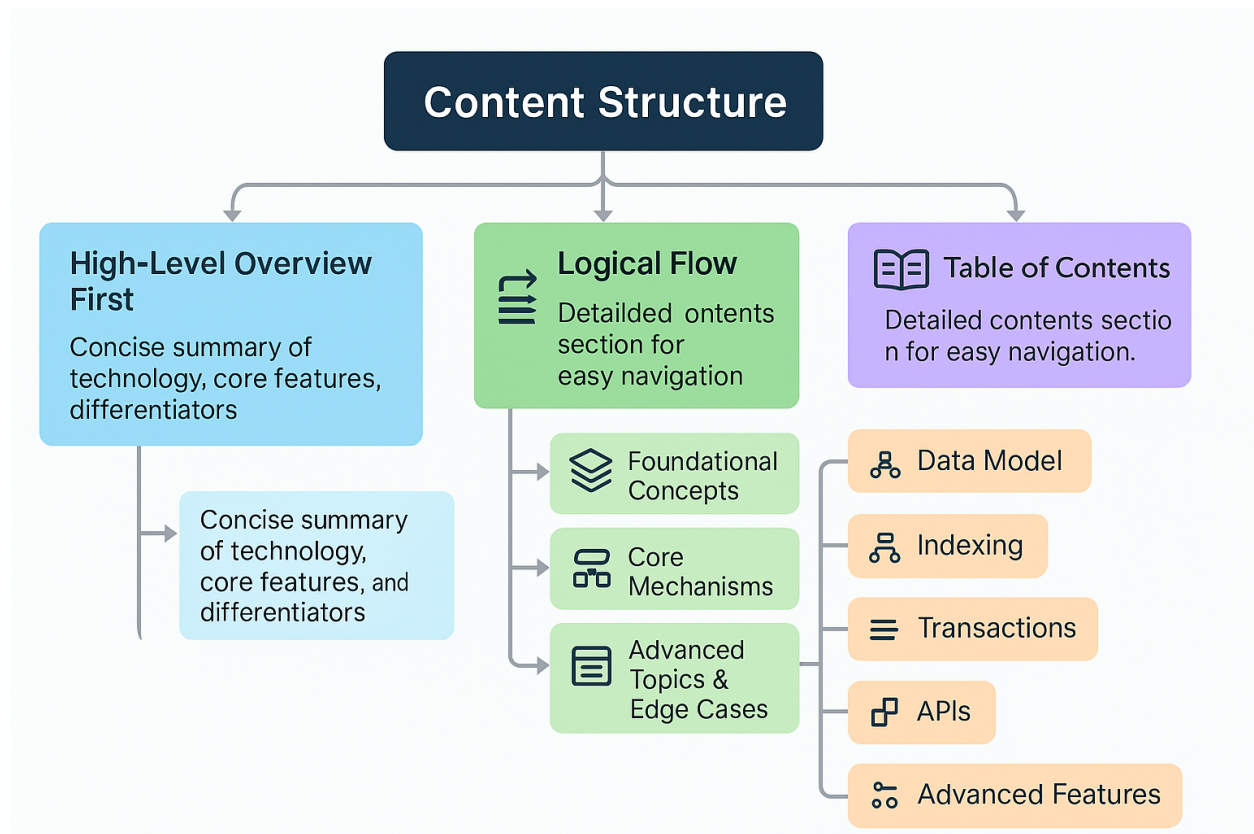 Content Structure
High-Level Overview
First
Concise summary of
technology, core features,
differentiators
Concise summary
of technology,
core features, and
differentiators
Logical Flow
Detailded ontents
section for
easy navigation
Foundational
Concepts
Core
Mechanisms
Advanced
Topics &
Edge Cases
Table of Contents
Detailed contents sectio
n for easy navigation.
Data Model
Indexing
Transactions
APIs
Advanced Features